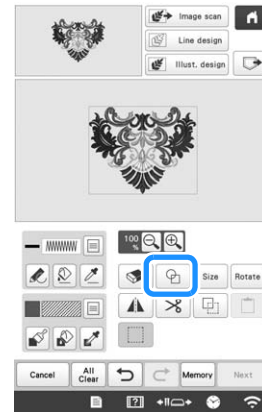 Image scan
Line design
Illust. design
100 %
Size
Rotate
Cancel
All Clear
Memory
Next